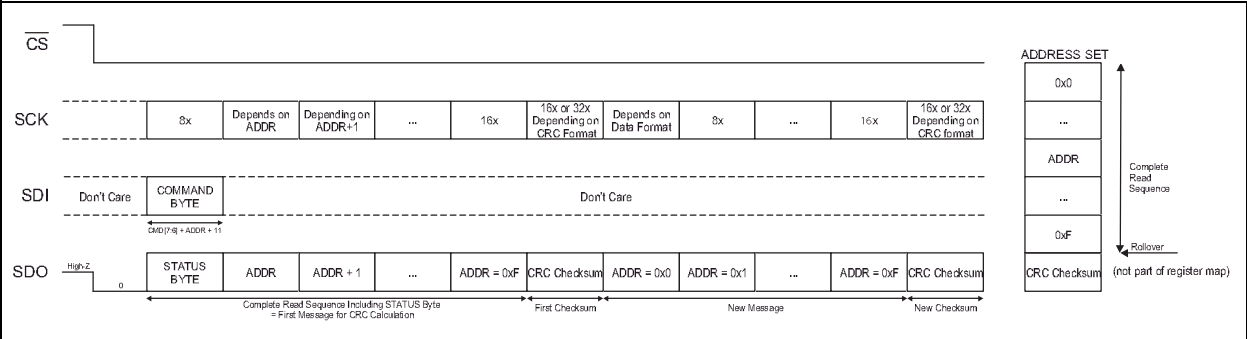 CS
SCK
8x
Depends on
ADDR
Depending on
ADDR+1
...
16x
16x or 32x
Depending on
CRC Format
Depends on
Data Format
8x
...
16x
16x or 32x
Depending on
CRC format
SDI
Don't Care
COMMAND
BYTE
Don't Care
CMD[7:6] + ADDR + 11
SDO
High-Z
0
STATUS
BYTE
ADDR
ADDR + 1
...
ADDR = 0xF
CRC Checksum
ADDR = 0x0
ADDR = 0x1
...
ADDR = 0xF
CRC Checksum
Complete Read Sequence Including STATUS Byte
= First Message for CRC Calculation
First Checksum
New Message
New Checksum
ADDRESS SET
0x0
...
ADDR
...
0xF
CRC Checksum
Complete
Read
Sequence
Rollover
(not part of register map)